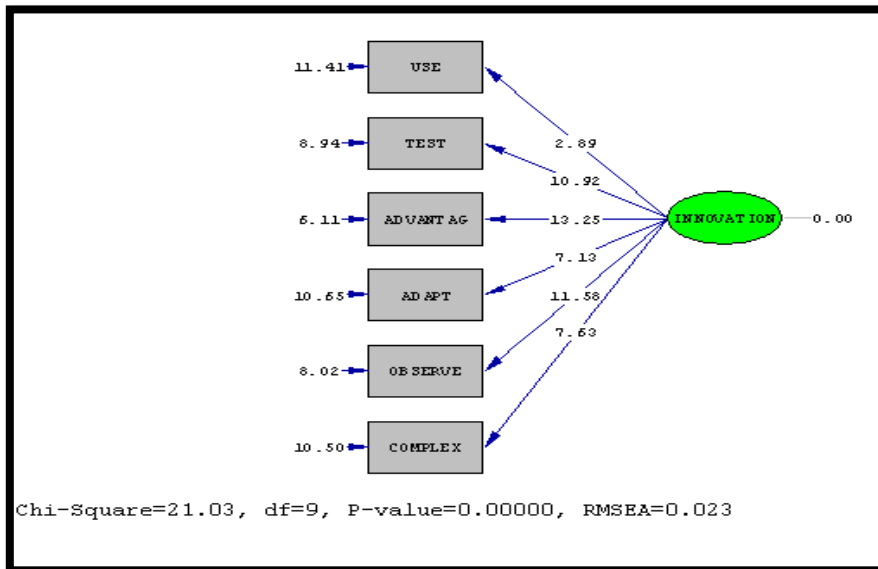 11.41 USE
2.89
8.94 TEST
10.92
6.11 ADVANTAG 13.25 INNOVATION 0.00
7.13
10.65 ADAPT 11.58
7.63
8.02 OBSERVE
10.50 COMPLEX
Chi-Square=21.03, df=9, P-value=0.00000, RMSEA=0.023